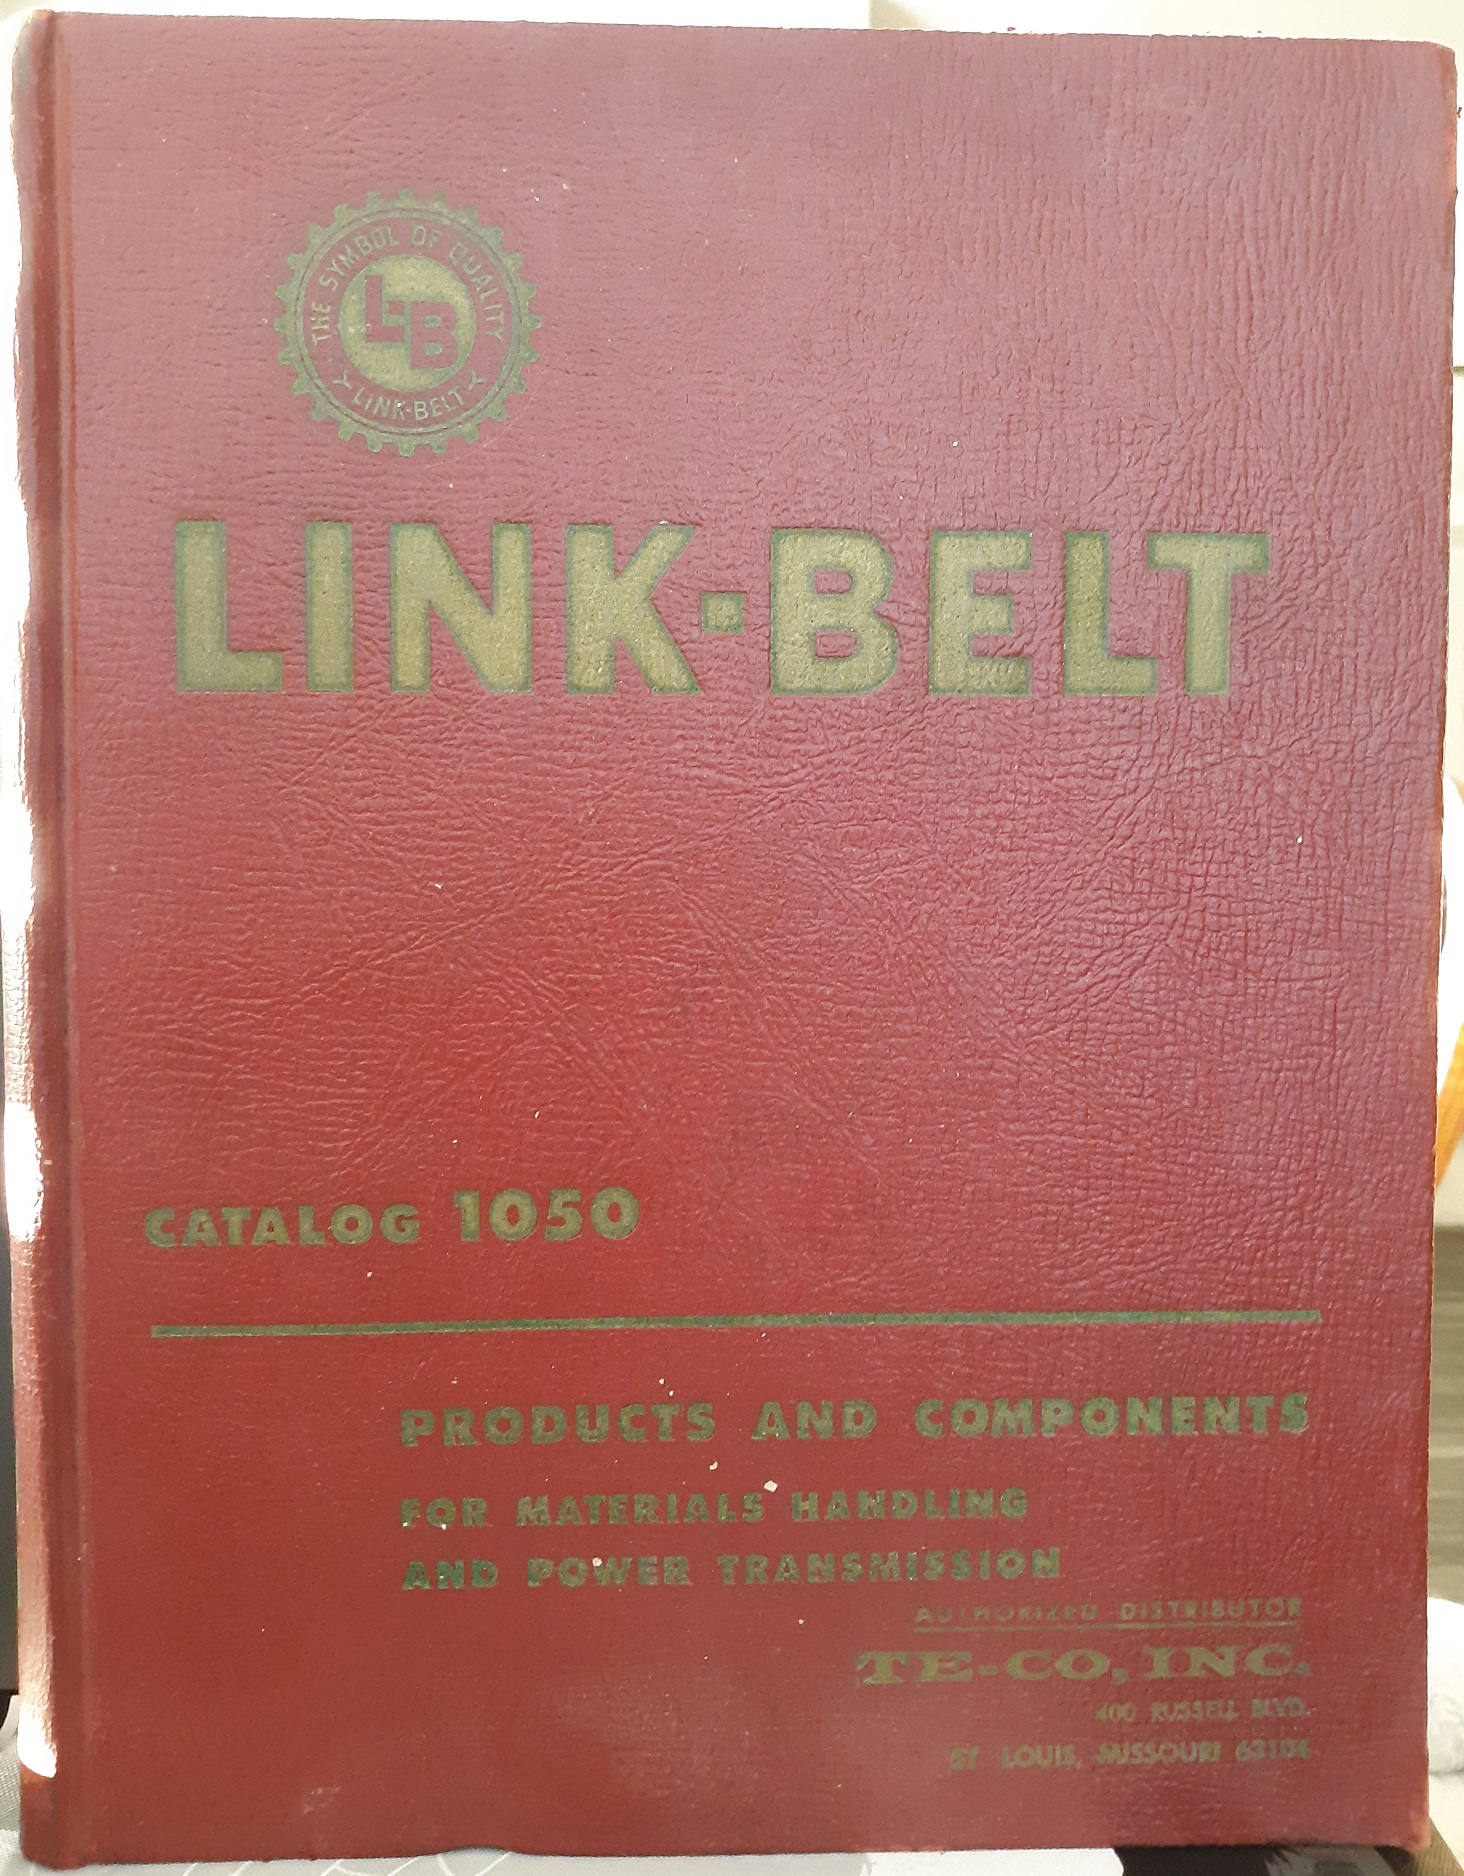 THE SYMBOL OF QUALITY
L-B
LINK-BELT
LINK-BELT
CATALOG 1050
PRODUCTS AND COMPONENTS
FOR MATERIALS HANDLING
AND POWER TRANSMISSION
AUTHORIZED DISTRIBUTOR
TE-CO, INC.
400 RUSSELL BLVD.
ST. LOUIS, MISSOURI 63104